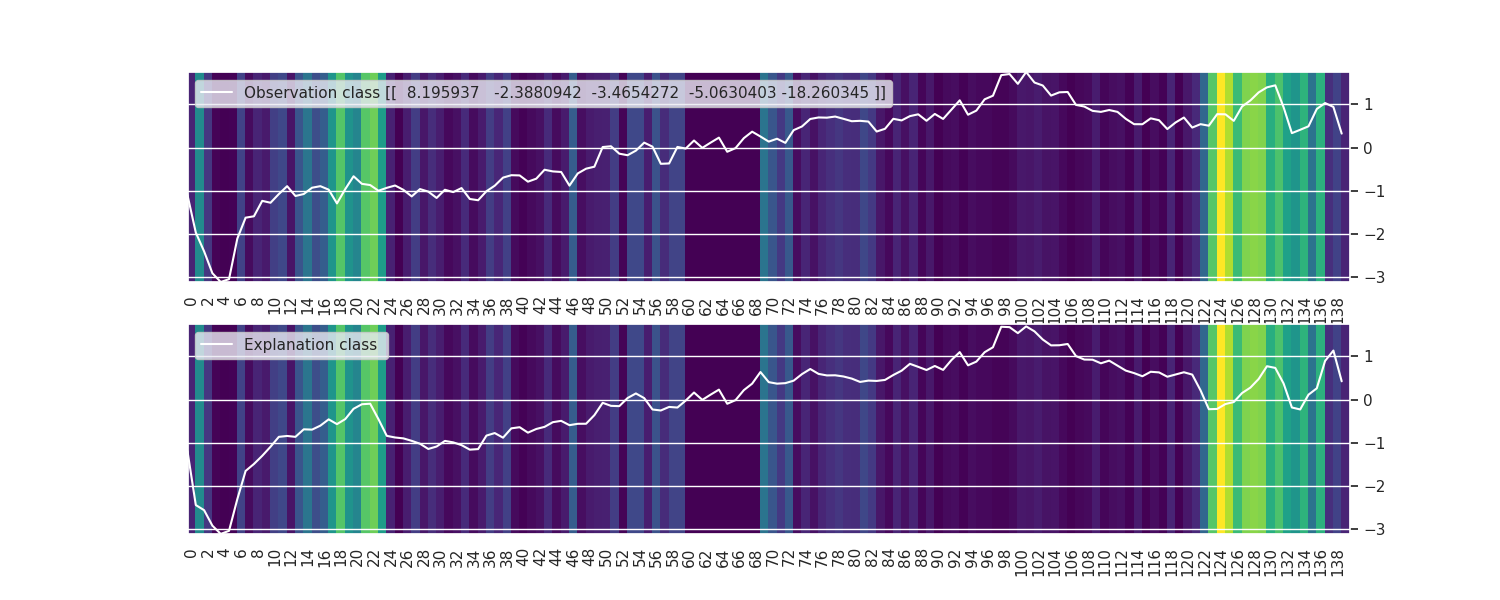 Observation class [[  8.195937   -2.3880942  -3.4654272  -5.0630403 -18.260345 ]]
1
0
−1
−2
−3
0 2 4 6 8 10 12 14 16 18 20 22 24 26 28 30 32 34 36 38 40 42 44 46 48 50 52 54 56 58 60 62 64 66 68 70 72 74 76 78 80 82 84 86 88 90 92 94 96 98 100 102 104 106 108 110 112 114 116 118 120 122 124 126 128 130 132 134 136 138
Explanation class
1
0
−1
−2
−3
0 2 4 6 8 10 12 14 16 18 20 22 24 26 28 30 32 34 36 38 40 42 44 46 48 50 52 54 56 58 60 62 64 66 68 70 72 74 76 78 80 82 84 86 88 90 92 94 96 98 100 102 104 106 108 110 112 114 116 118 120 122 124 126 128 130 132 134 136 138